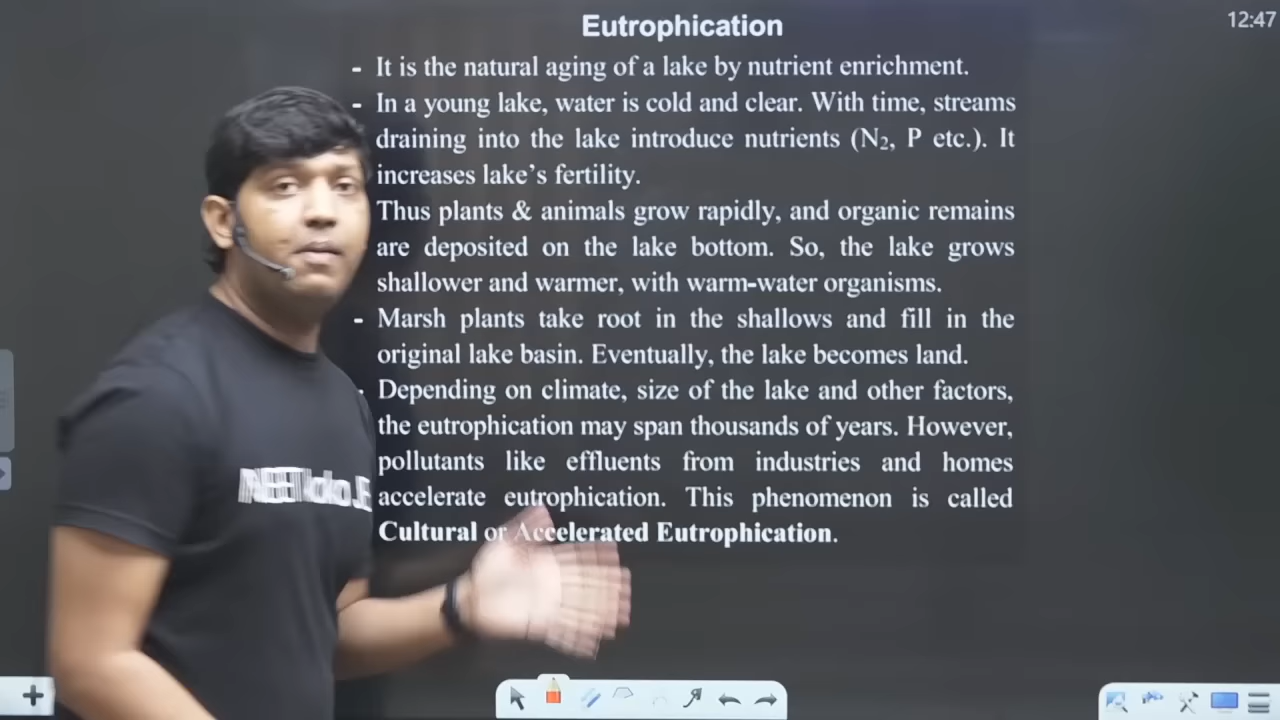 Eutrophication
12:47
- It is the natural aging of a lake by nutrient enrichment.
- In a young lake, water is cold and clear. With time, streams
draining into the lake introduce nutrients (N₂, P etc.). It
increases lake's fertility.
Thus plants & animals grow rapidly, and organic remains
are deposited on the lake bottom. So, the lake grows
shallower and warmer, with warm-water organisms.
- Marsh plants take root in the shallows and fill in the
original lake basin. Eventually, the lake becomes land.
- Depending on climate, size of the lake and other factors,
the eutrophication may span thousands of years. However,
pollutants like effluents from industries and homes
accelerate eutrophication. This phenomenon is called
Cultural or Accelerated Eutrophication.